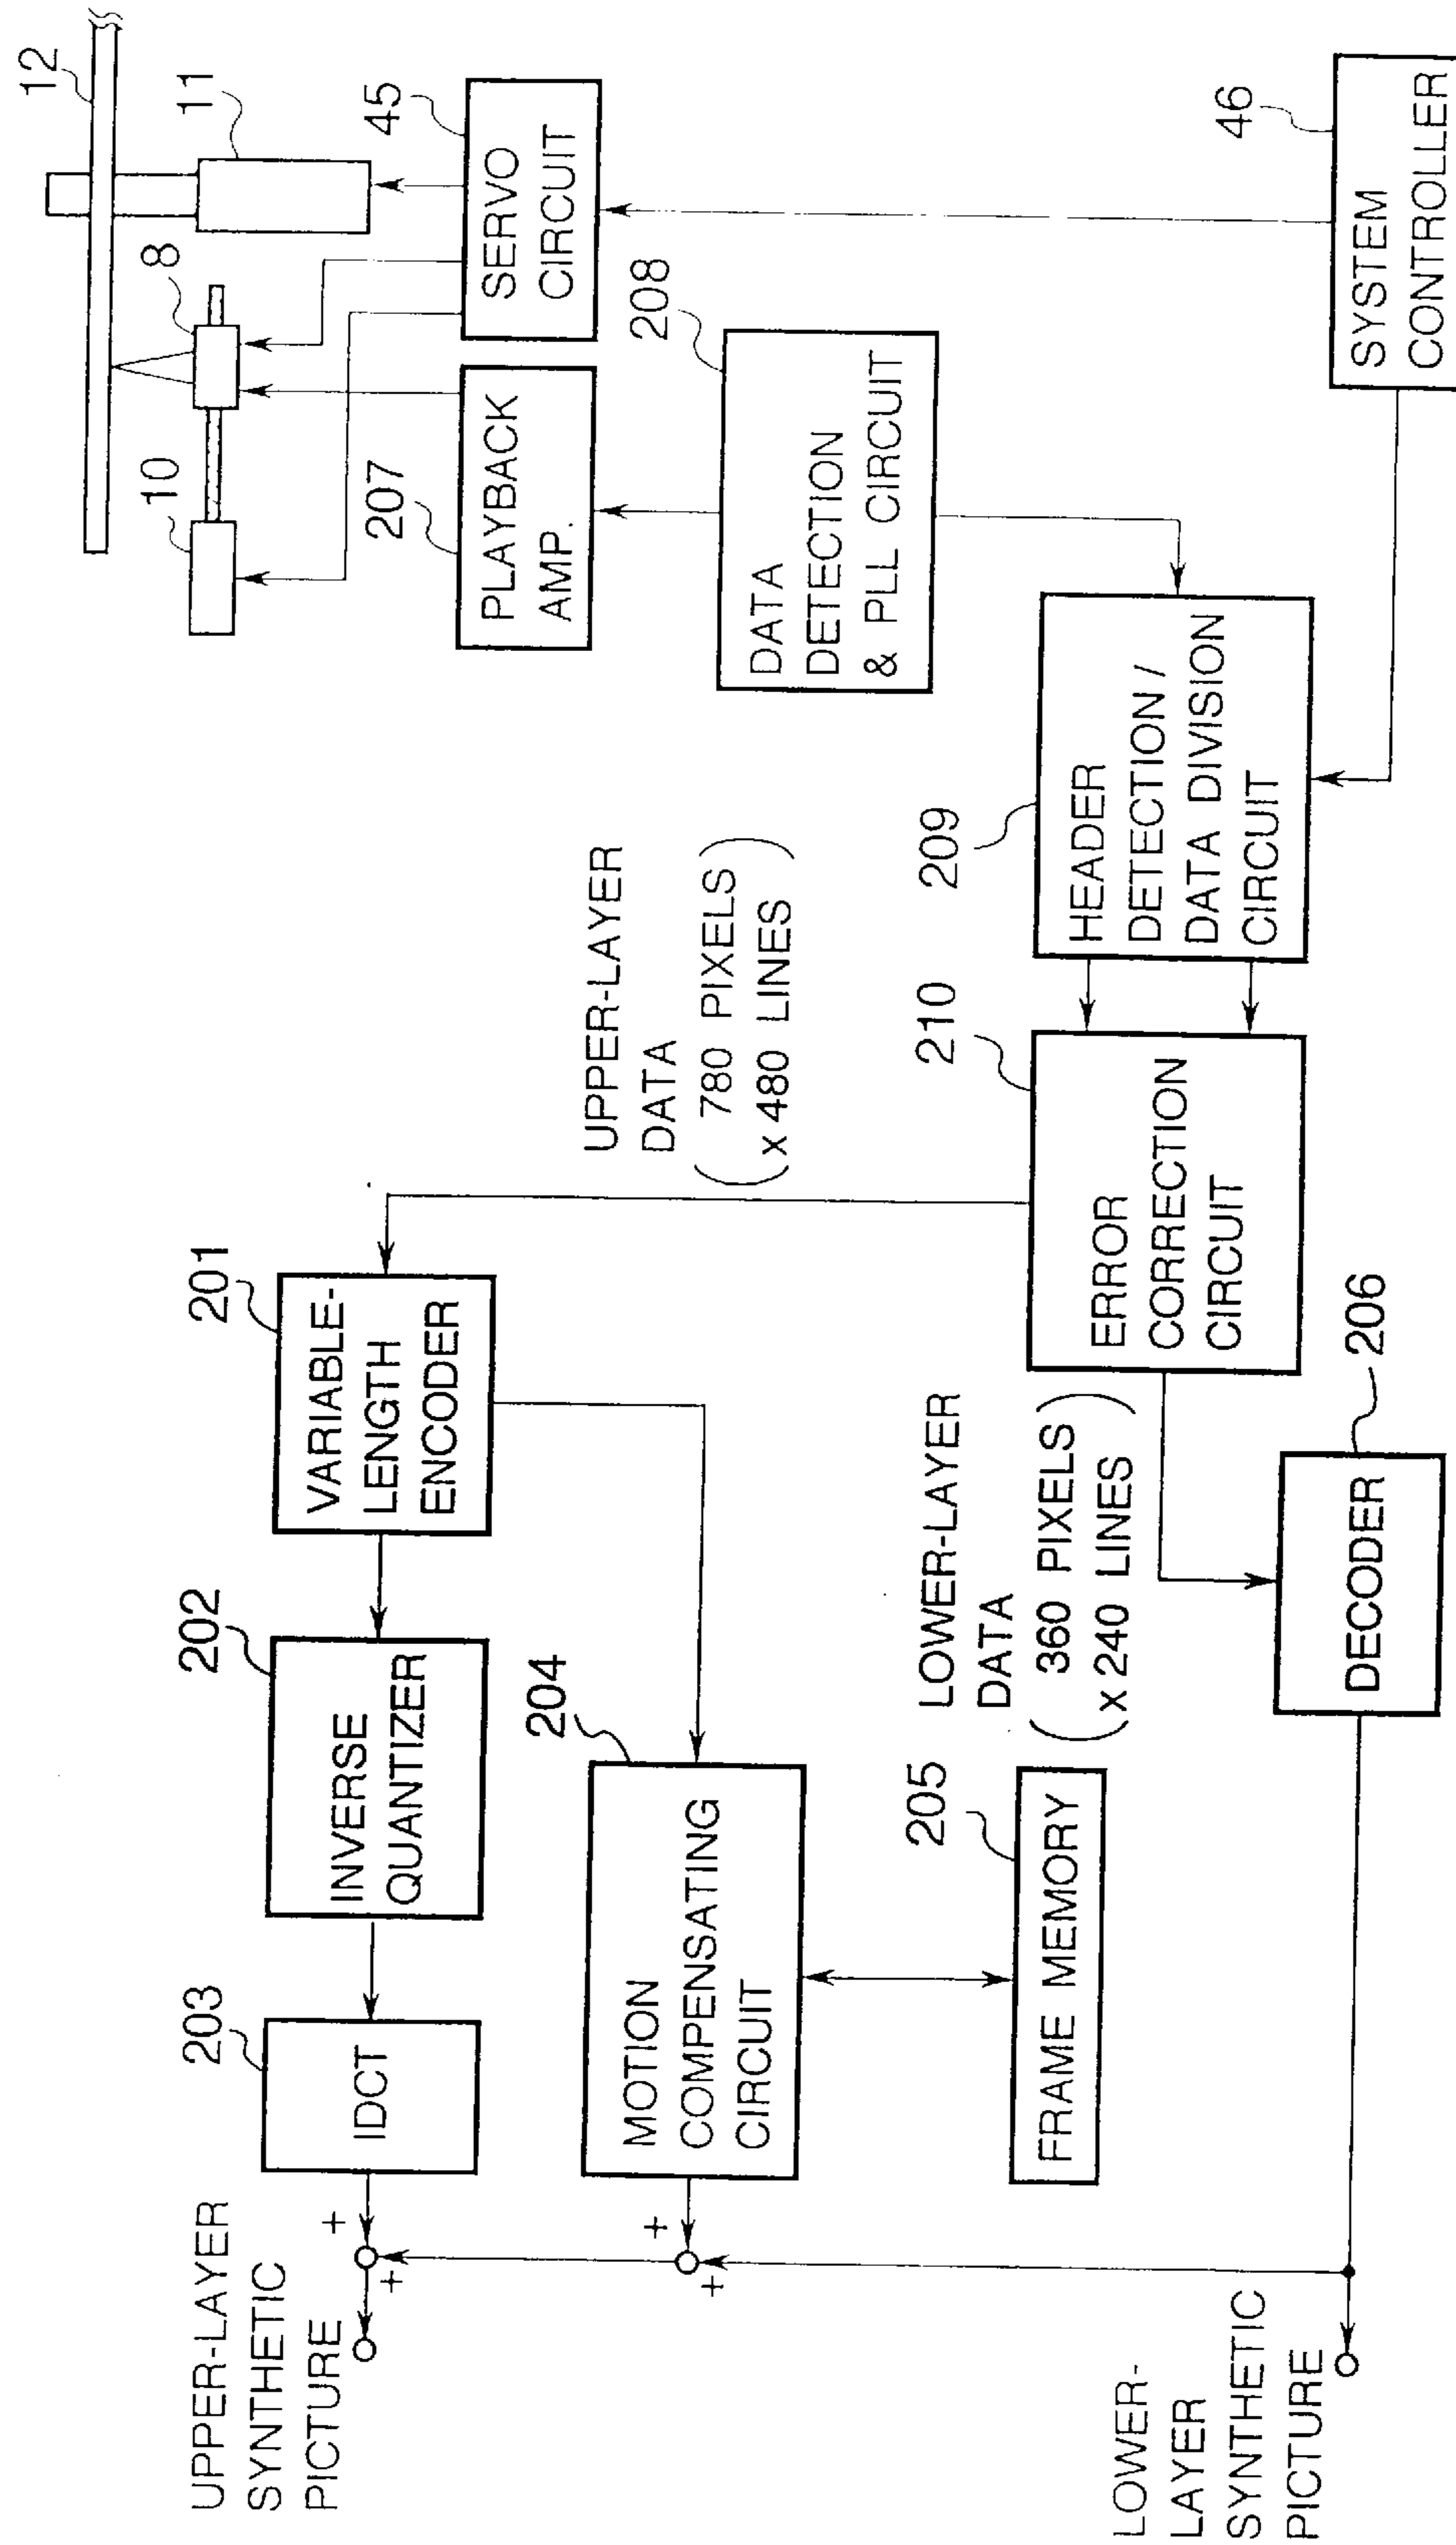 UPPER-LAYER
SYNTHETIC
PICTURE
+
+
203
IDCT
202
INVERSE
QUANTIZER
201
VARIABLE-
LENGTH
ENCODER
10
8
11
12
+
+
204
MOTION
COMPENSATING
CIRCUIT
UPPER-LAYER
DATA
( 780 PIXELS )
( x 480 LINES )
207
PLAYBACK
AMP.
45
SERVO
CIRCUIT
205
FRAME MEMORY
LOWER-LAYER
DATA
( 360 PIXELS )
( x 240 LINES )
208
DATA
DETECTION
& PLL CIRCUIT
LOWER-
LAYER
SYNTHETIC
PICTURE
DECODER
206
210
ERROR
CORRECTION
CIRCUIT
209
HEADER
DETECTION /
DATA DIVISION
CIRCUIT
46
SYSTEM
CONTROLLER